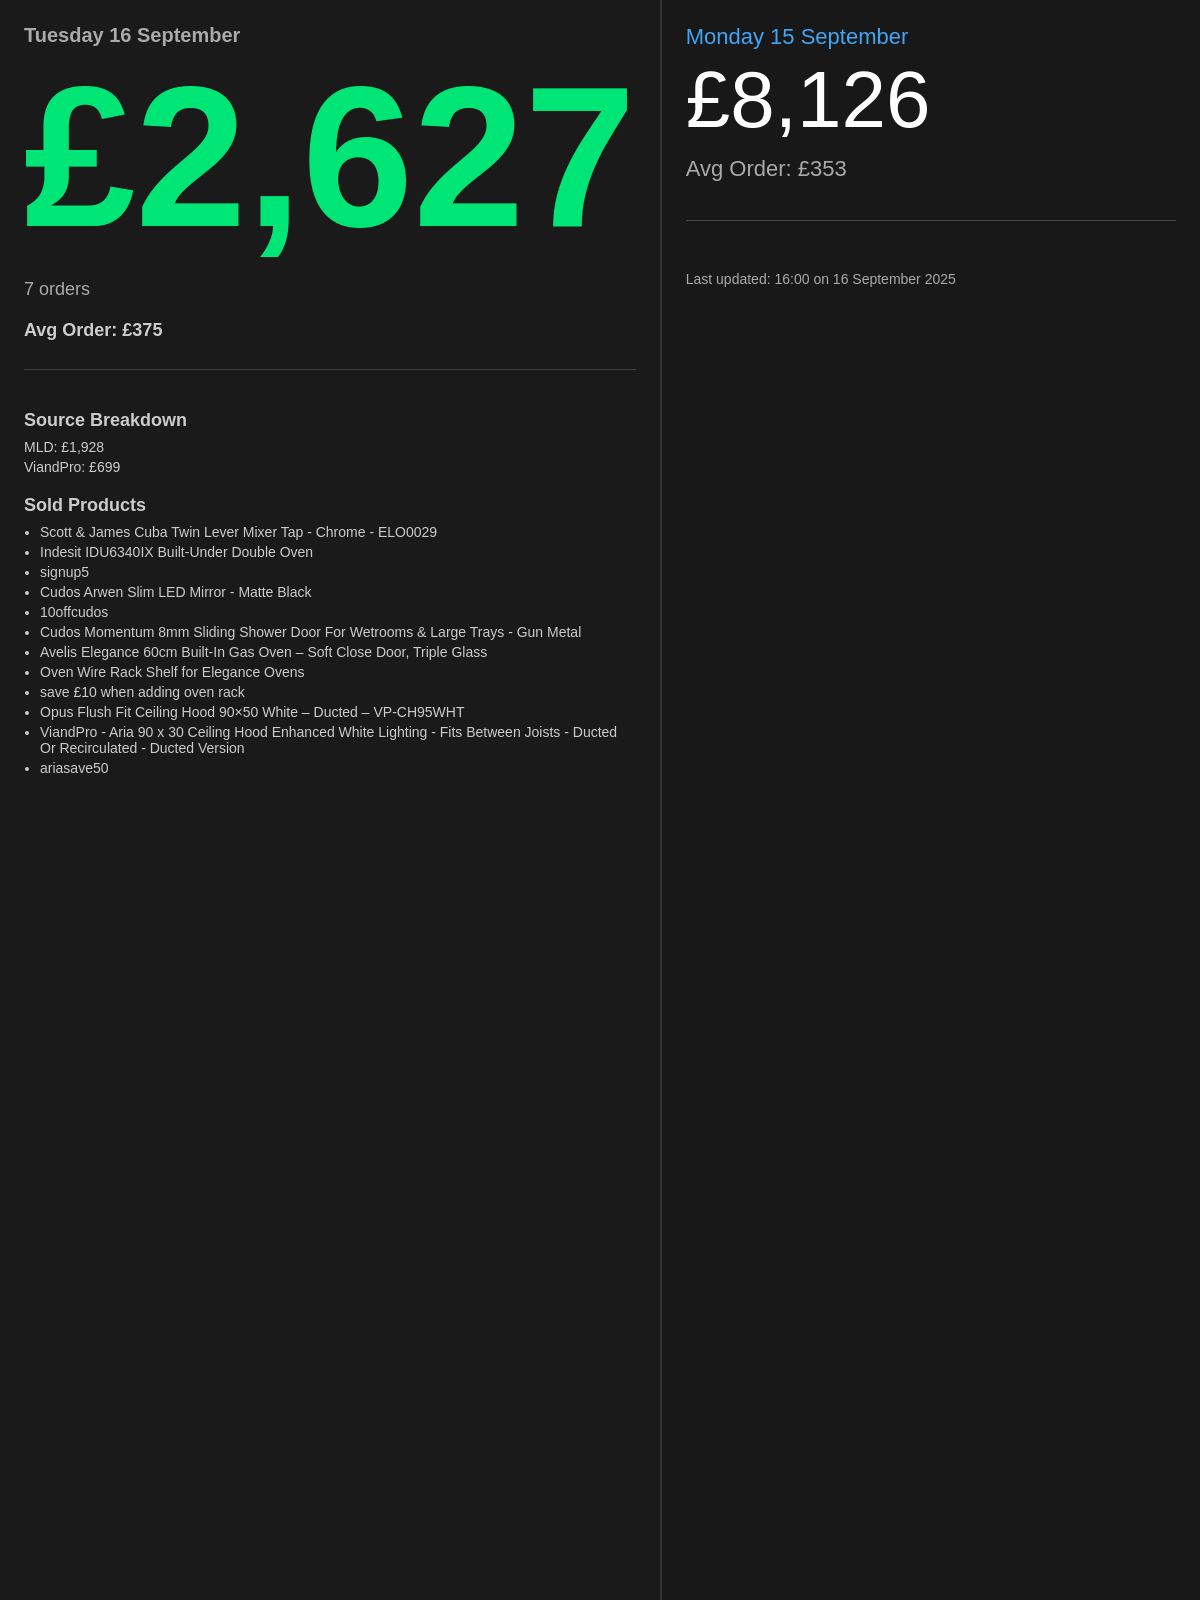 Tuesday 16 September
£2,627
7 orders
Avg Order: £375
Source Breakdown
MLD: £1,928
ViandPro: £699
Sold Products
• Scott & James Cuba Twin Lever Mixer Tap - Chrome - ELO0029
• Indesit IDU6340IX Built-Under Double Oven
• signup5
• Cudos Arwen Slim LED Mirror - Matte Black
• 10offcudos
• Cudos Momentum 8mm Sliding Shower Door For Wetrooms & Large Trays - Gun Metal
• Avelis Elegance 60cm Built-In Gas Oven – Soft Close Door, Triple Glass
• Oven Wire Rack Shelf for Elegance Ovens
• save £10 when adding oven rack
• Opus Flush Fit Ceiling Hood 90×50 White – Ducted – VP-CH95WHT
• ViandPro - Aria 90 x 30 Ceiling Hood Enhanced White Lighting - Fits Between Joists - Ducted
Or Recirculated - Ducted Version
• ariasave50
Monday 15 September
£8,126
Avg Order: £353
Last updated: 16:00 on 16 September 2025